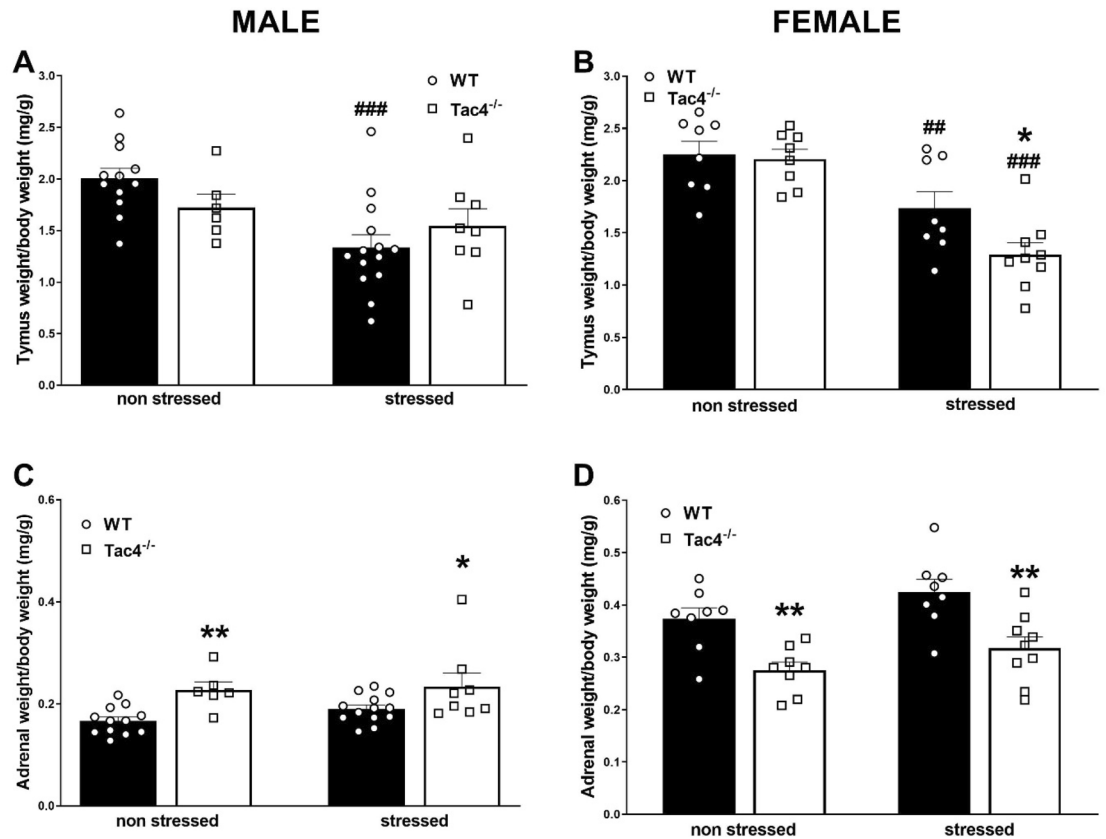 MALE
FEMALE
A
Tymus weight/body weight (mg/g)
3.0
2.5
2.0
1.5
1.0
0.5
0.0
WT
Tac4-/-
###
non stressed
stressed
B
Tymus weight/body weight (mg/g)
3.0
2.5
2.0
1.5
1.0
0.5
0.0
WT
Tac4-/-
##
*
###
non stressed
stressed
C
Adrenal weight/body weight (mg/g)
0.6
0.4
0.2
0.0
WT
Tac4-/-
**
*
non stressed
stressed
D
Adrenal weight/body weight (mg/g)
0.6
0.5
0.4
0.3
0.2
0.1
0.0
WT
Tac4-/-
**
**
non stressed
stressed